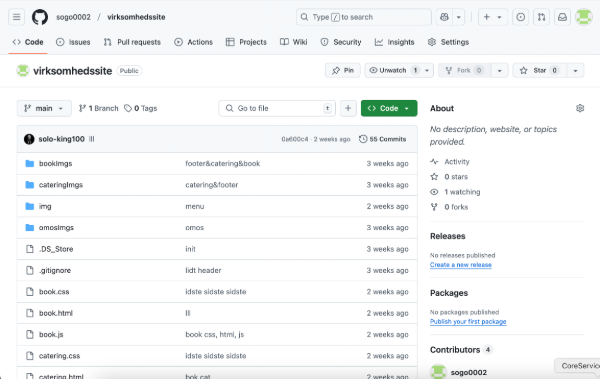 sogo0002 / virksomhedssite
Type / to search
Code Issues Pull requests Actions Projects Wiki Security Insights Settings
virksomhedssite Public
Pin Unwatch 1 Fork 0 Star 0
main 1 Branch 0 Tags Go to file t Code
About
No description, website, or topics
provided.
solo-king100 lll 0a600c4 · 2 weeks ago 55 Commits
bookImgs footer&catering&book 3 weeks ago
cateringImgs catering&footer 3 weeks ago
img menu 2 weeks ago
omosImgs omos 3 weeks ago
.DS_Store init 3 weeks ago
.gitignore lidt header 3 weeks ago
book.css idste sidste sidste 2 weeks ago
book.html lll 2 weeks ago
book.js book css, html, js 2 weeks ago
catering.css idste sidste sidste 2 weeks ago
catering.html bok,cat 2 weeks ago
Activity
0 stars
1 watching
0 forks
Releases
No releases published
Create a new release
Packages
No packages published
Publish your first package
Contributors 4
sogo0002
CoreService